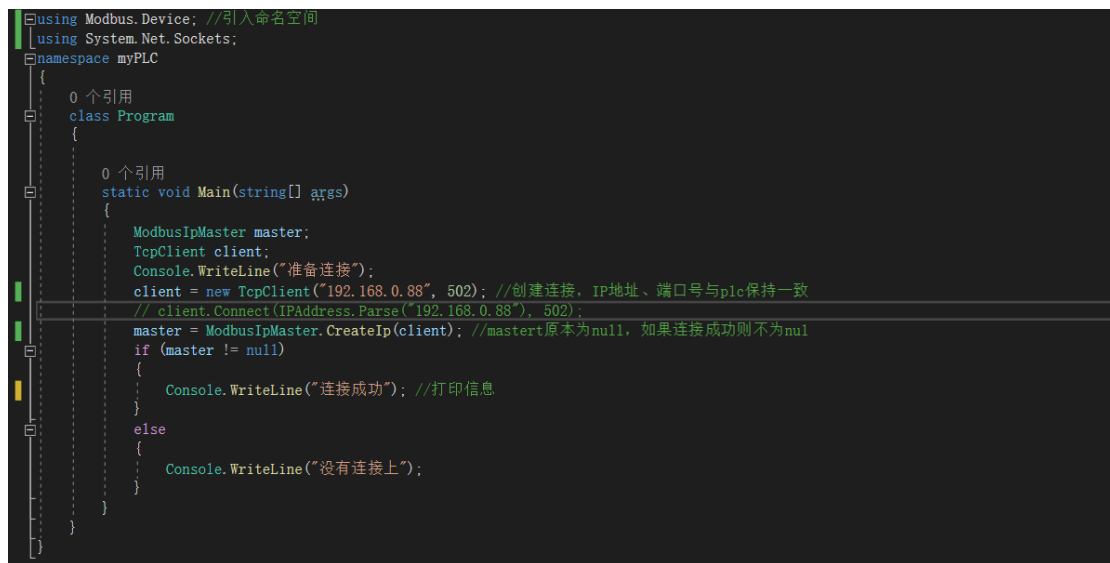 using Modbus.Device; //引入命名空间
using System.Net.Sockets;
namespace myPLC
{
0 个引用
class Program
{
0 个引用
static void Main(string[] args)
{
ModbusIpMaster master;
TcpClient client;
Console.WriteLine("准备连接");
client = new TcpClient("192.168.0.88", 502); //创建连接，IP地址、端口号与plc保持一致
// client.Connect(IPAddress.Parse("192.168.0.88"), 502);
master = ModbusIpMaster.CreateIp(client); //mastert原本为null，如果连接成功则不为nul
if (master != null)
{
Console.WriteLine("连接成功"); //打印信息
}
else
{
Console.WriteLine("没有连接上");
}
}
}
}